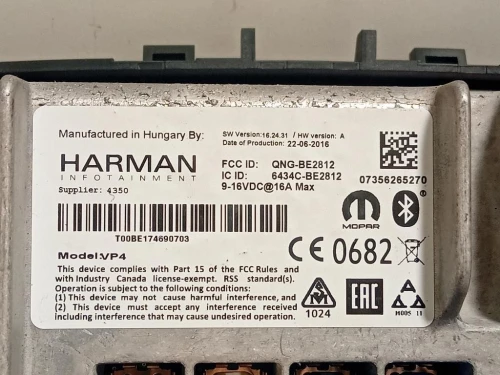 Manufactured in Hungary By:
SW Version:16.24.31 / HW version: A
Date of Production: 22-06-2016
HARMAN
INFOTAINMENT
Supplier: 4350
FCC ID: QNG-BE2812
IC ID: 6434C-BE2812
9-16VDC@16A Max
07356265270
T00BE174690703
MOPAR
Model:VP4
CE 0682
This device complies with Part 15 of the FCC Rules and
with Industry Canada license-exempt. RSS standard(s).
Operation is subject to the following conditions:
(1) This device may not cause harmful interference, and
(2) This device must accept any interference received
including interference that may cause undesired operation.
1024
EAC
M005 11